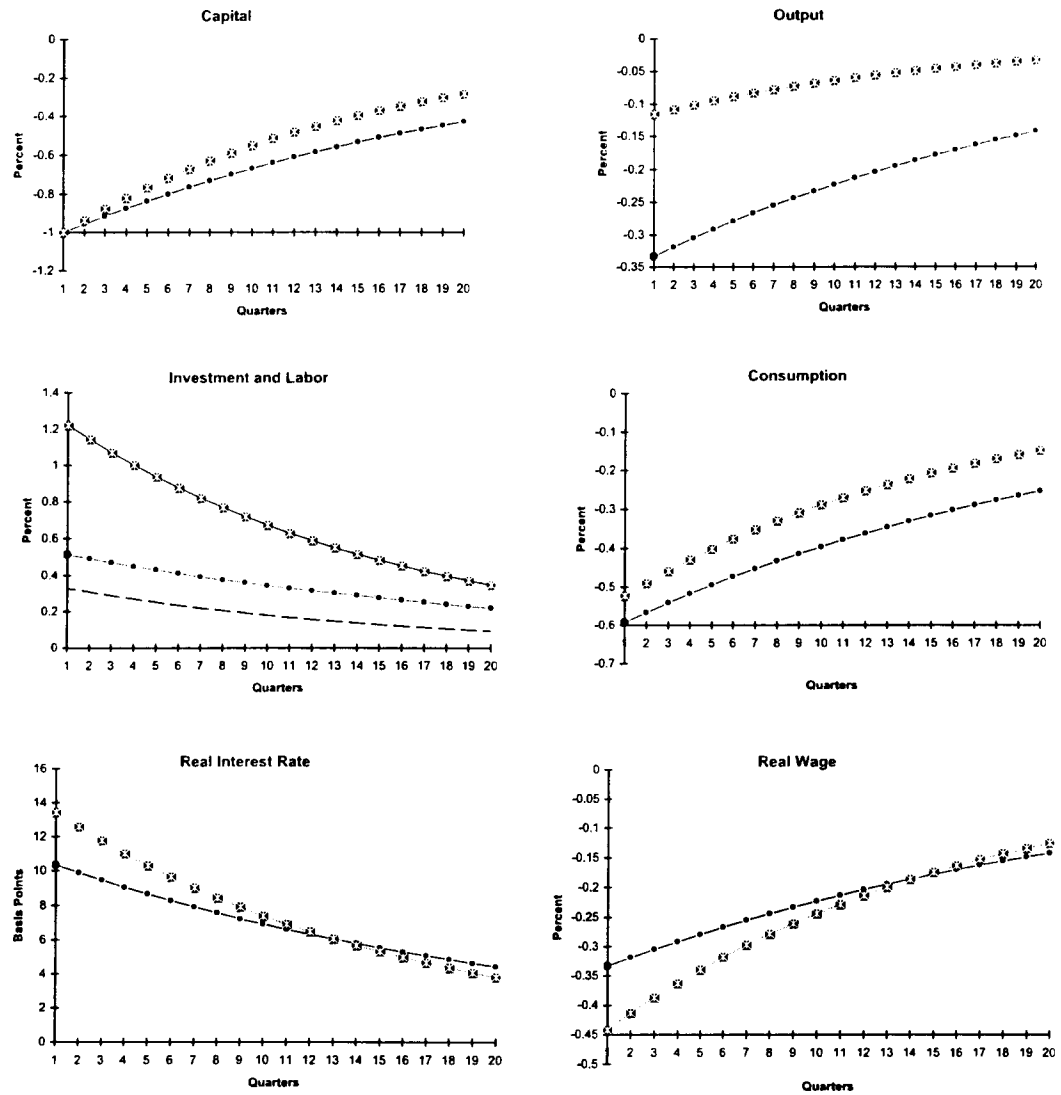 Capital
Percent
0
-0.2
-0.4
-0.6
-0.8
-1
-1.2
1 2 3 4 5 6 7 8 9 10 11 12 13 14 15 16 17 18 19 20
Quarters
Output
Percent
0
-0.05
-0.1
-0.15
-0.2
-0.25
-0.3
-0.35
1 2 3 4 5 6 7 8 9 10 11 12 13 14 15 16 17 18 19 20
Quarters
Investment and Labor
Percent
1.4
1.2
1
0.8
0.6
0.4
0.2
0
1 2 3 4 5 6 7 8 9 10 11 12 13 14 15 16 17 18 19 20
Quarters
Consumption
Percent
0
-0.1
-0.2
-0.3
-0.4
-0.5
-0.6
-0.7
1 2 3 4 5 6 7 8 9 10 11 12 13 14 15 16 17 18 19 20
Quarters
Real Interest Rate
Basis Points
16
14
12
10
8
6
4
2
0
1 2 3 4 5 6 7 8 9 10 11 12 13 14 15 16 17 18 19 20
Quarters
Real Wage
Percent
0
-0.05
-0.1
-0.15
-0.2
-0.25
-0.3
-0.35
-0.4
-0.45
-0.5
1 2 3 4 5 6 7 8 9 10 11 12 13 14 15 16 17 18 19 20
Quarters